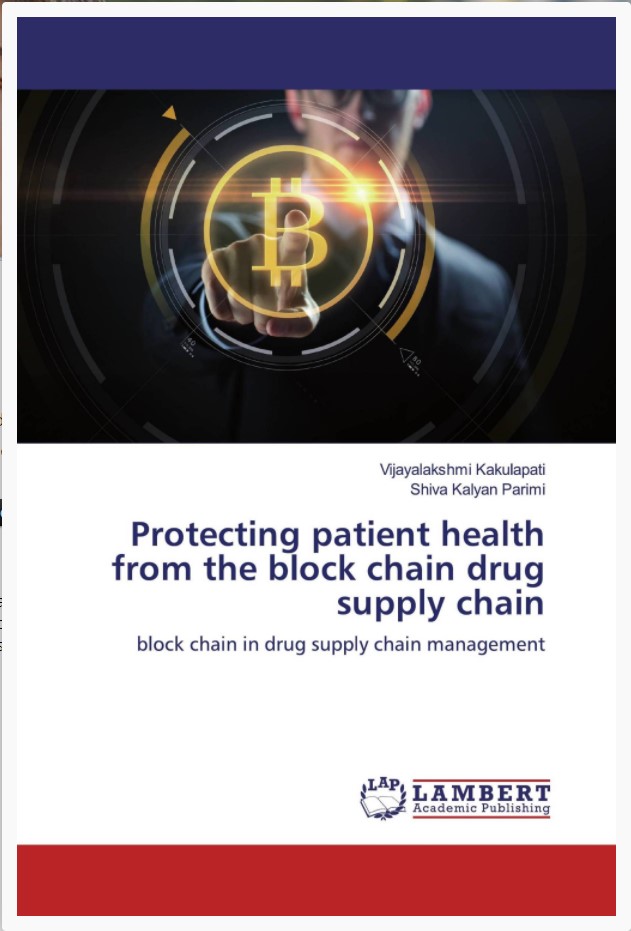 Vijayalakshmi Kakulapati
Shiva Kalyan Parimi
Protecting patient health
from the block chain drug
supply chain
block chain in drug supply chain management
LAP
LAMBERT
Academic Publishing